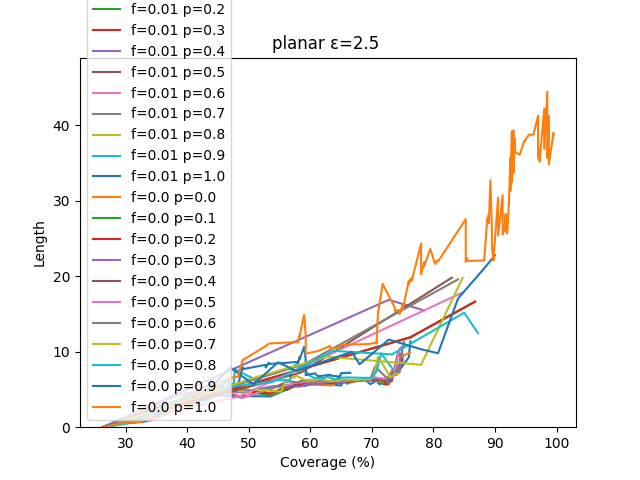 f=0.01 p=0.2
f=0.01 p=0.3
f=0.01 p=0.4
f=0.01 p=0.5
f=0.01 p=0.6
f=0.01 p=0.7
f=0.01 p=0.8
f=0.01 p=0.9
f=0.01 p=1.0
f=0.0 p=0.0
f=0.0 p=0.1
f=0.0 p=0.2
f=0.0 p=0.3
f=0.0 p=0.4
f=0.0 p=0.5
f=0.0 p=0.6
f=0.0 p=0.7
f=0.0 p=0.8
f=0.0 p=0.9
f=0.0 p=1.0
planar ε=2.5
Length
40
30
20
10
0
30 40 50 60 70 80 90 100
Coverage (%)